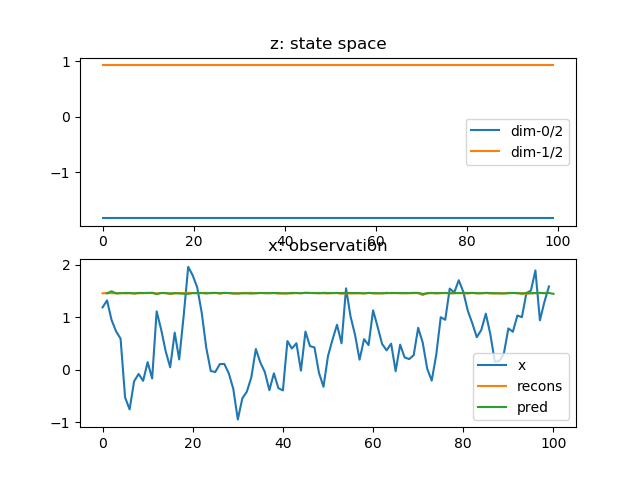 z: state space
1
0
−1
dim-0/2
dim-1/2
0 20 40 60 80 100
x: observation
2
1
0
−1
x
recons
pred
0 20 40 60 80 100